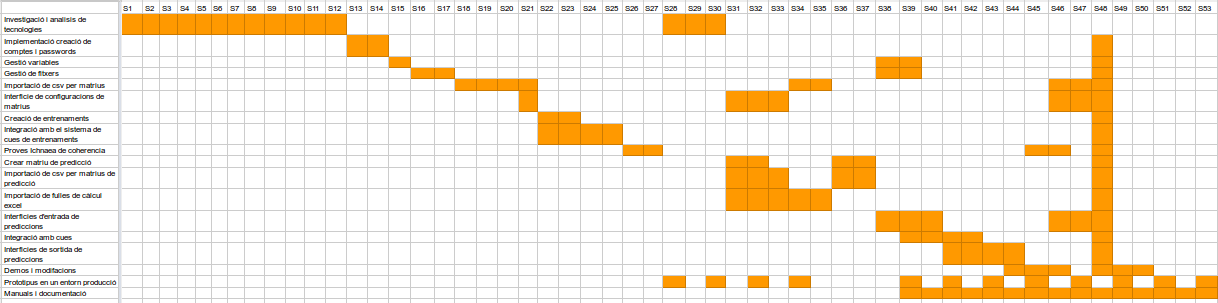 S1 S2 S3 S4 S5 S6 S7 S8 S9 S10 S11 S12 S13 S14 S15 S16 S17 S18 S19 S20 S21 S22 S23 S24 S25 S26 S27 S28 S29 S30 S31 S32 S33 S34 S35 S36 S37 S38 S39 S40 S41 S42 S43 S44 S45 S46 S47 S48 S49 S50 S51 S52 S53
Investigació i analisis de
tecnologies
Implementació creació de
comptes i passwords
Gestió variables
Gestió de fitxers
Importació de csv per matrius
Interfície de configuracions de
matrius
Creació de entrenaments
Integració amb el sistema de
cues de entrenaments
Proves Ichnaea de coherencia
Crear matriu de predicció
Importació de csv per matrius de
predicció
Importació de fulles de càlcul
excel
Interfícies d'entrada de
prediccions
Integració amb cues
Interfícies de sortida de
prediccions
Demos i modifacions
Prototipus en un entorn producció
Manuals i documentació